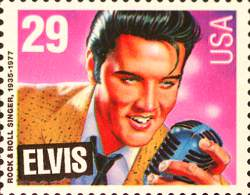 29
USA
ELVIS
ROCK & ROLL SINGER, 1935-1977